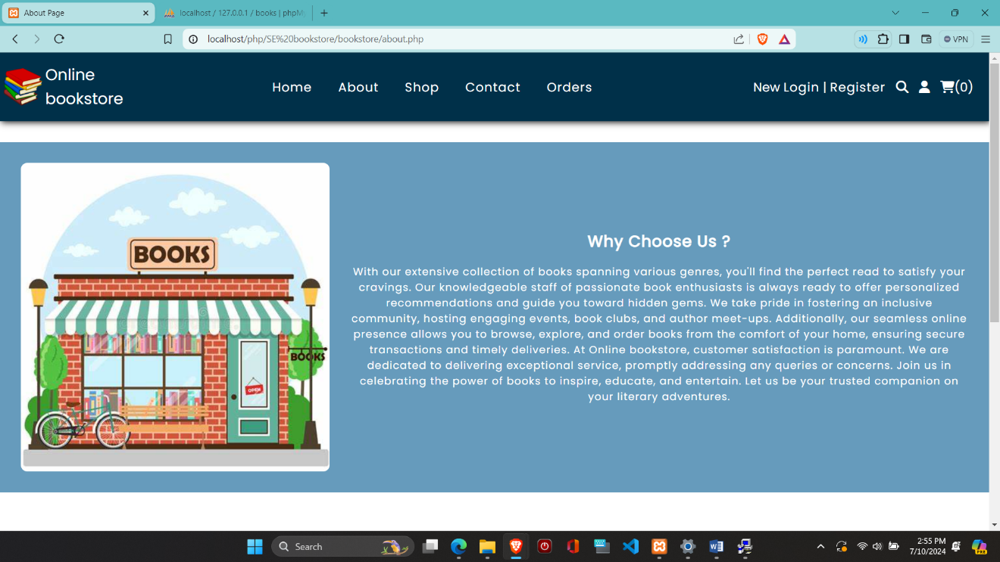 About Page
localhost / 127.0.0.1 / books | phpM
localhost/php/SE%20bookstore/bookstore/about.php
VPN
Online
bookstore
Home
About
Shop
Contact
Orders
New Login | Register
(0)
BOOKS
BOOKS
OPEN
Why Choose Us ?
With our extensive collection of books spanning various genres, you'll find the perfect read to satisfy your
cravings. Our knowledgeable staff of passionate book enthusiasts is always ready to offer personalized
recommendations and guide you toward hidden gems. We take pride in fostering an inclusive
community, hosting engaging events, book clubs, and author meet-ups. Additionally, our seamless online
presence allows you to browse, explore, and order books from the comfort of your home, ensuring secure
transactions and timely deliveries. At Online bookstore, customer satisfaction is paramount. We are
dedicated to delivering exceptional service, promptly addressing any queries or concerns. Join us in
celebrating the power of books to inspire, educate, and entertain. Let us be your trusted companion on
your literary adventures.
Search
2:55 PM
7/10/2024
PRE